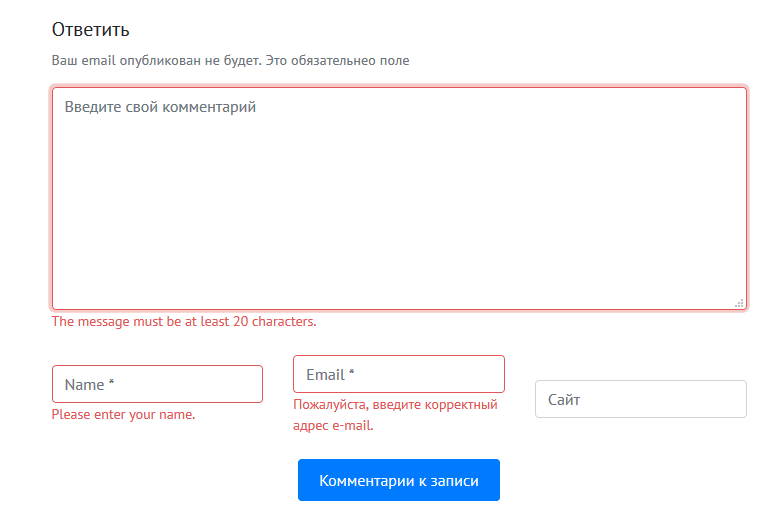 Ответить
Ваш email опубликован не будет. Это обязательнео поле
Введите свой комментарий
The message must be at least 20 characters.
Name *
Please enter your name.
Email *
Пожалуйста, введите корректный
адрес e-mail.
Сайт
Комментарии к записи